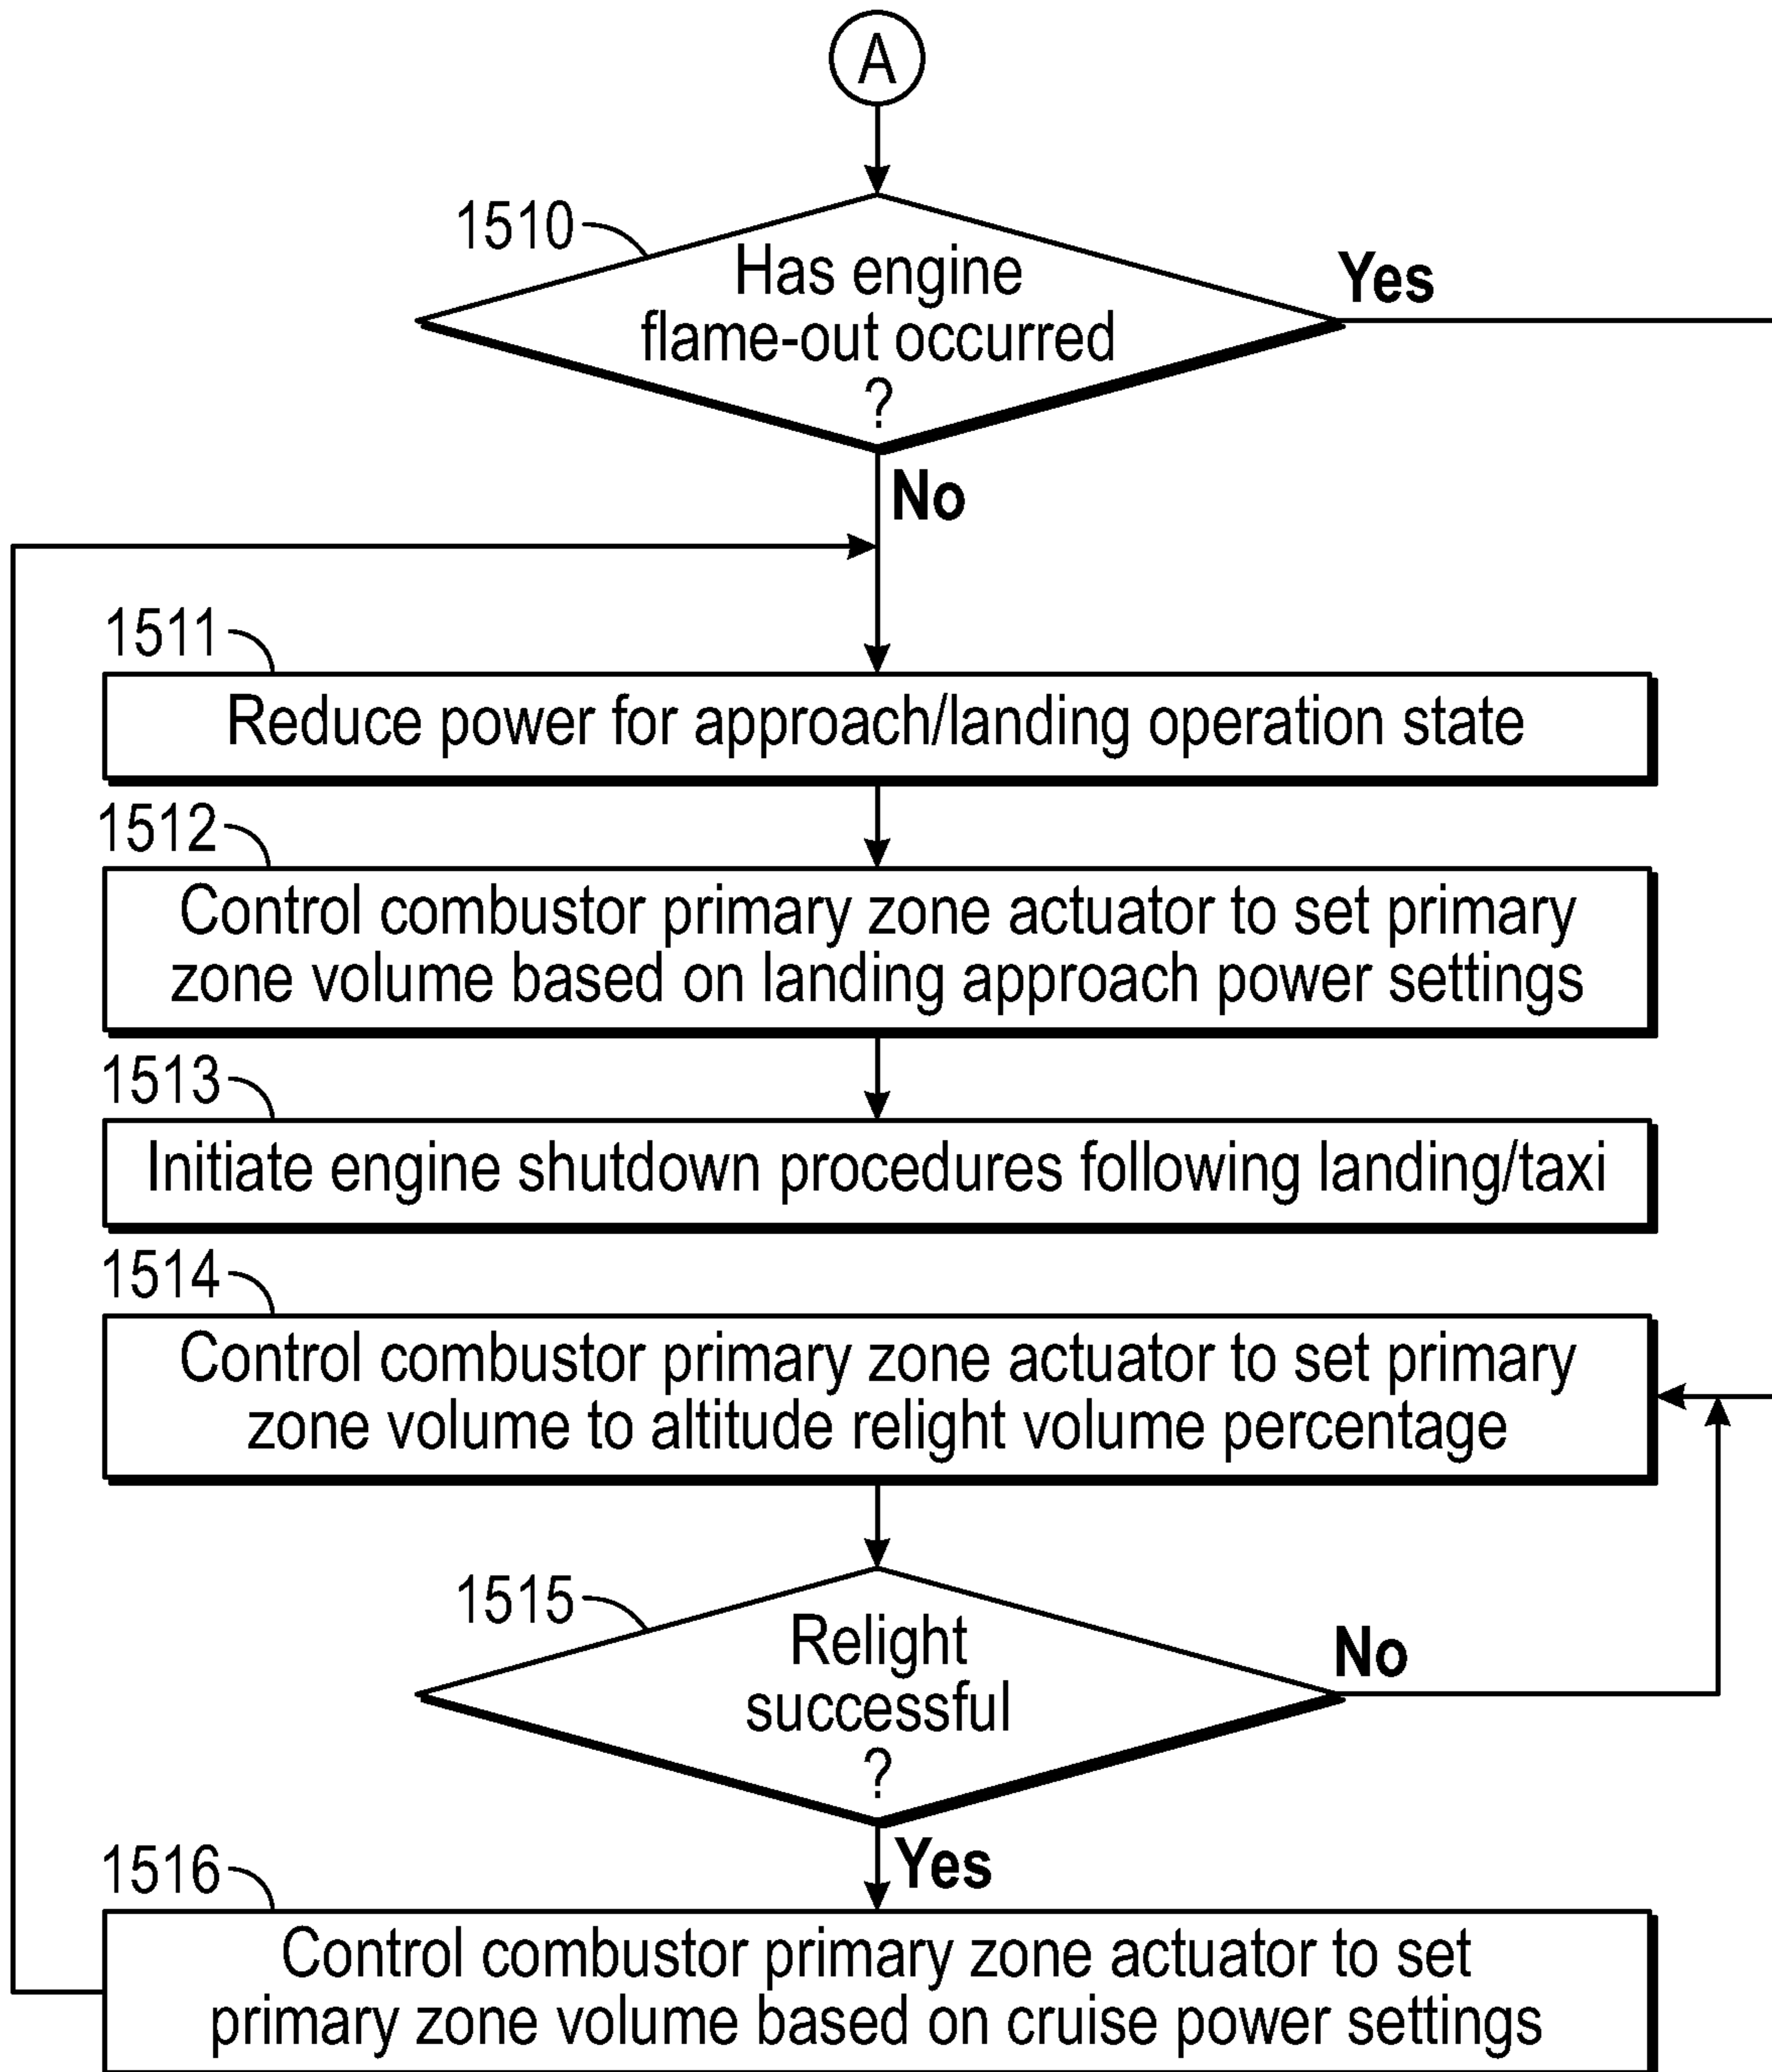 A
1510
Has engine
flame-out occurred
?
Yes
No
1511
Reduce power for approach/landing operation state
1512
Control combustor primary zone actuator to set primary
zone volume based on landing approach power settings
1513
Initiate engine shutdown procedures following landing/taxi
1514
Control combustor primary zone actuator to set primary
zone volume to altitude relight volume percentage
1515
Relight
successful
?
No
Yes
1516
Control combustor primary zone actuator to set
primary zone volume based on cruise power settings